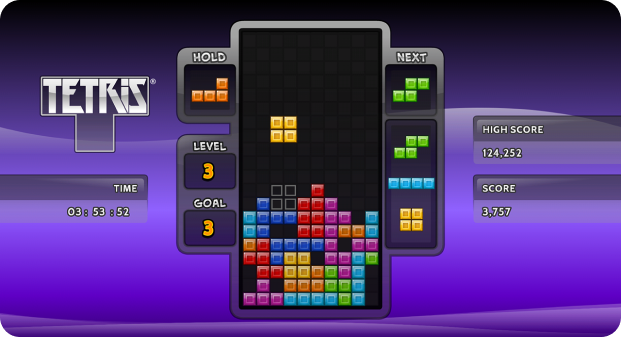 TETRIS®
HOLD
NEXT
LEVEL
3
GOAL
3
TIME
03 : 53 : 52
HIGH SCORE
124,252
SCORE
3,757